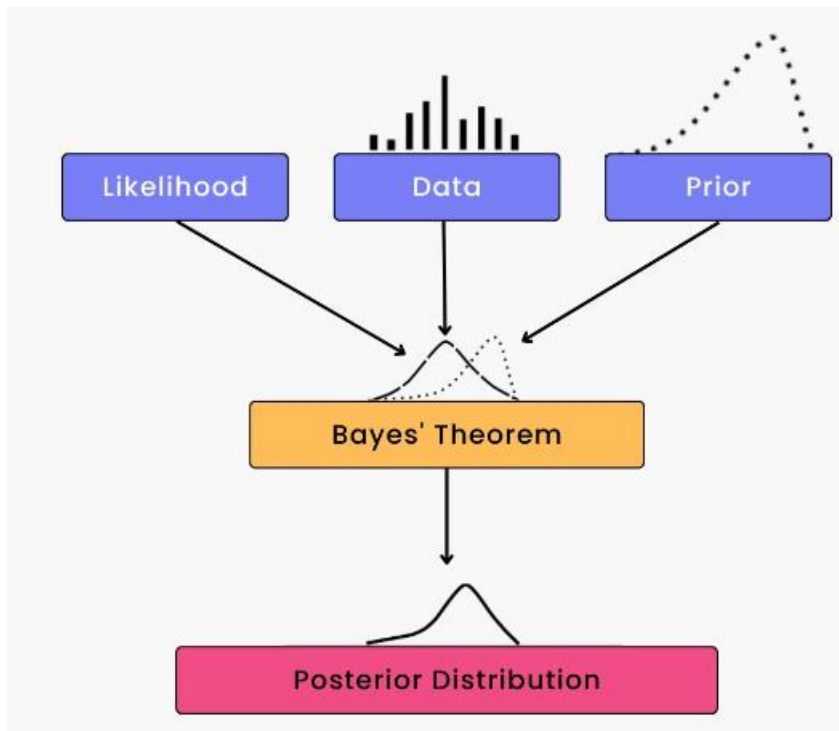 Likelihood
Data
Prior
Bayes' Theorem
Posterior Distribution